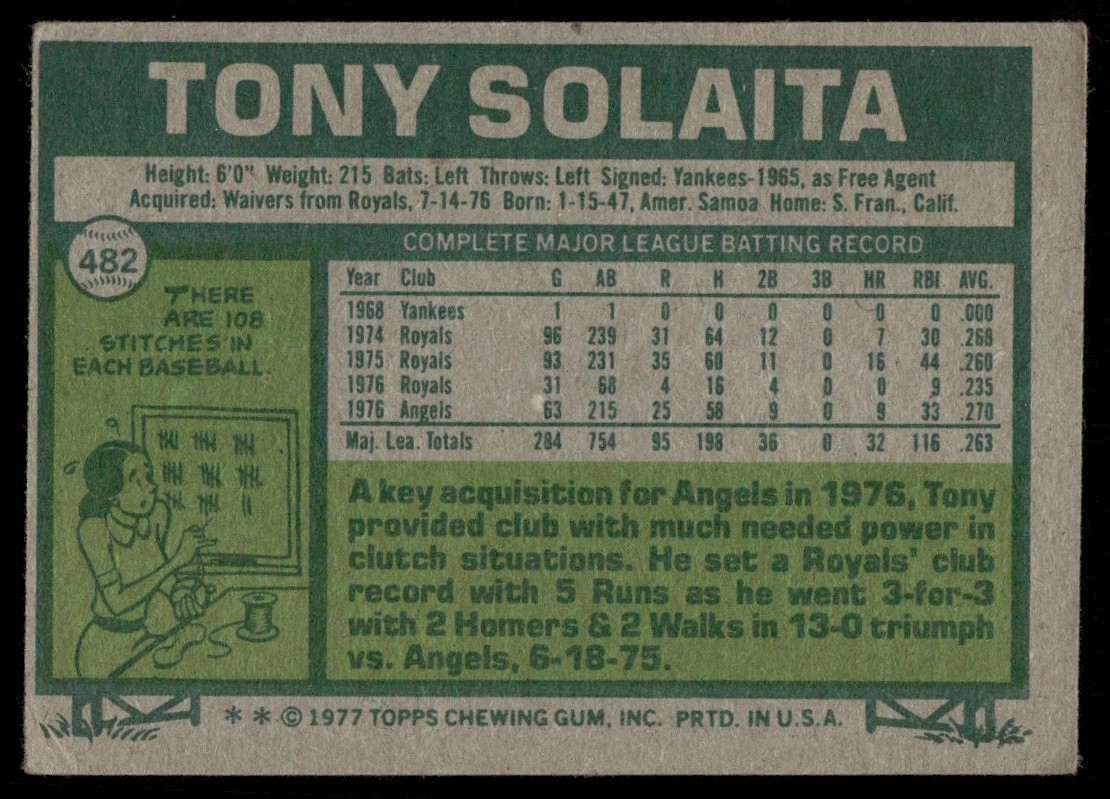 TONY SOLAITA
Height: 6'0" Weight: 215 Bats: Left Throws: Left Signed: Yankees-1965, as Free Agent
Acquired: Waivers from Royals, 7-14-76 Born: 1-15-47, Amer. Samoa Home: S. Fran., Calif.
482
THERE
ARE 108
STITCHES IN
EACH BASEBALL.
COMPLETE MAJOR LEAGUE BATTING RECORD
Year Club G AB R H 2B 3B HR RBI AVG.
1968 Yankees 1 1 0 0 0 0 0 0 .000
1974 Royals 96 239 31 64 12 0 7 30 .268
1975 Royals 93 231 35 60 11 0 16 44 .260
1976 Royals 31 68 4 16 4 0 0 9 .235
1976 Angels 63 215 25 58 9 0 9 33 .270
Maj. Lea. Totals 284 754 95 198 36 0 32 116 .263
A key acquisition for Angels in 1976, Tony
provided club with much needed power in
clutch situations. He set a Royals' club
record with 5 Runs as he went 3-for-3
with 2 Homers & 2 Walks in 13-0 triumph
vs. Angels, 6-18-75.
* * © 1977 TOPPS CHEWING GUM, INC. PRTD. IN U.S.A.